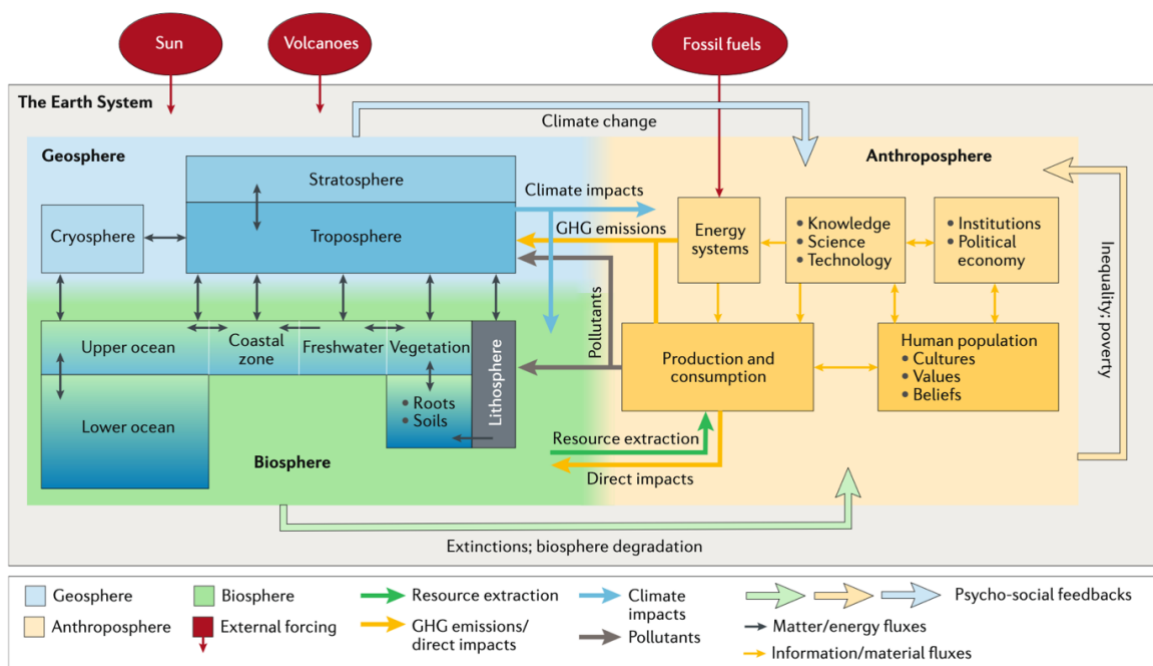 Sun
Volcanoes
Fossil fuels
The Earth System
Climate change
Geosphere
Anthroposphere
Stratosphere
Troposphere
Cryosphere
Climate impacts
GHG emissions
Pollutants
Energy
systems
• Knowledge
• Science
• Technology
• Institutions
• Political
economy
Inequality; poverty
Upper ocean
Coastal
zone
Freshwater
Vegetation
Lithosphere
• Roots
• Soils
Lower ocean
Biosphere
Production and
consumption
Human population
• Cultures
• Values
• Beliefs
Resource extraction
Direct impacts
Extinctions; biosphere degradation
Geosphere
Biosphere
Anthroposphere
External forcing
Resource extraction
GHG emissions/
direct impacts
Climate
impacts
Pollutants
Psycho-social feedbacks
Matter/energy fluxes
Information/material fluxes